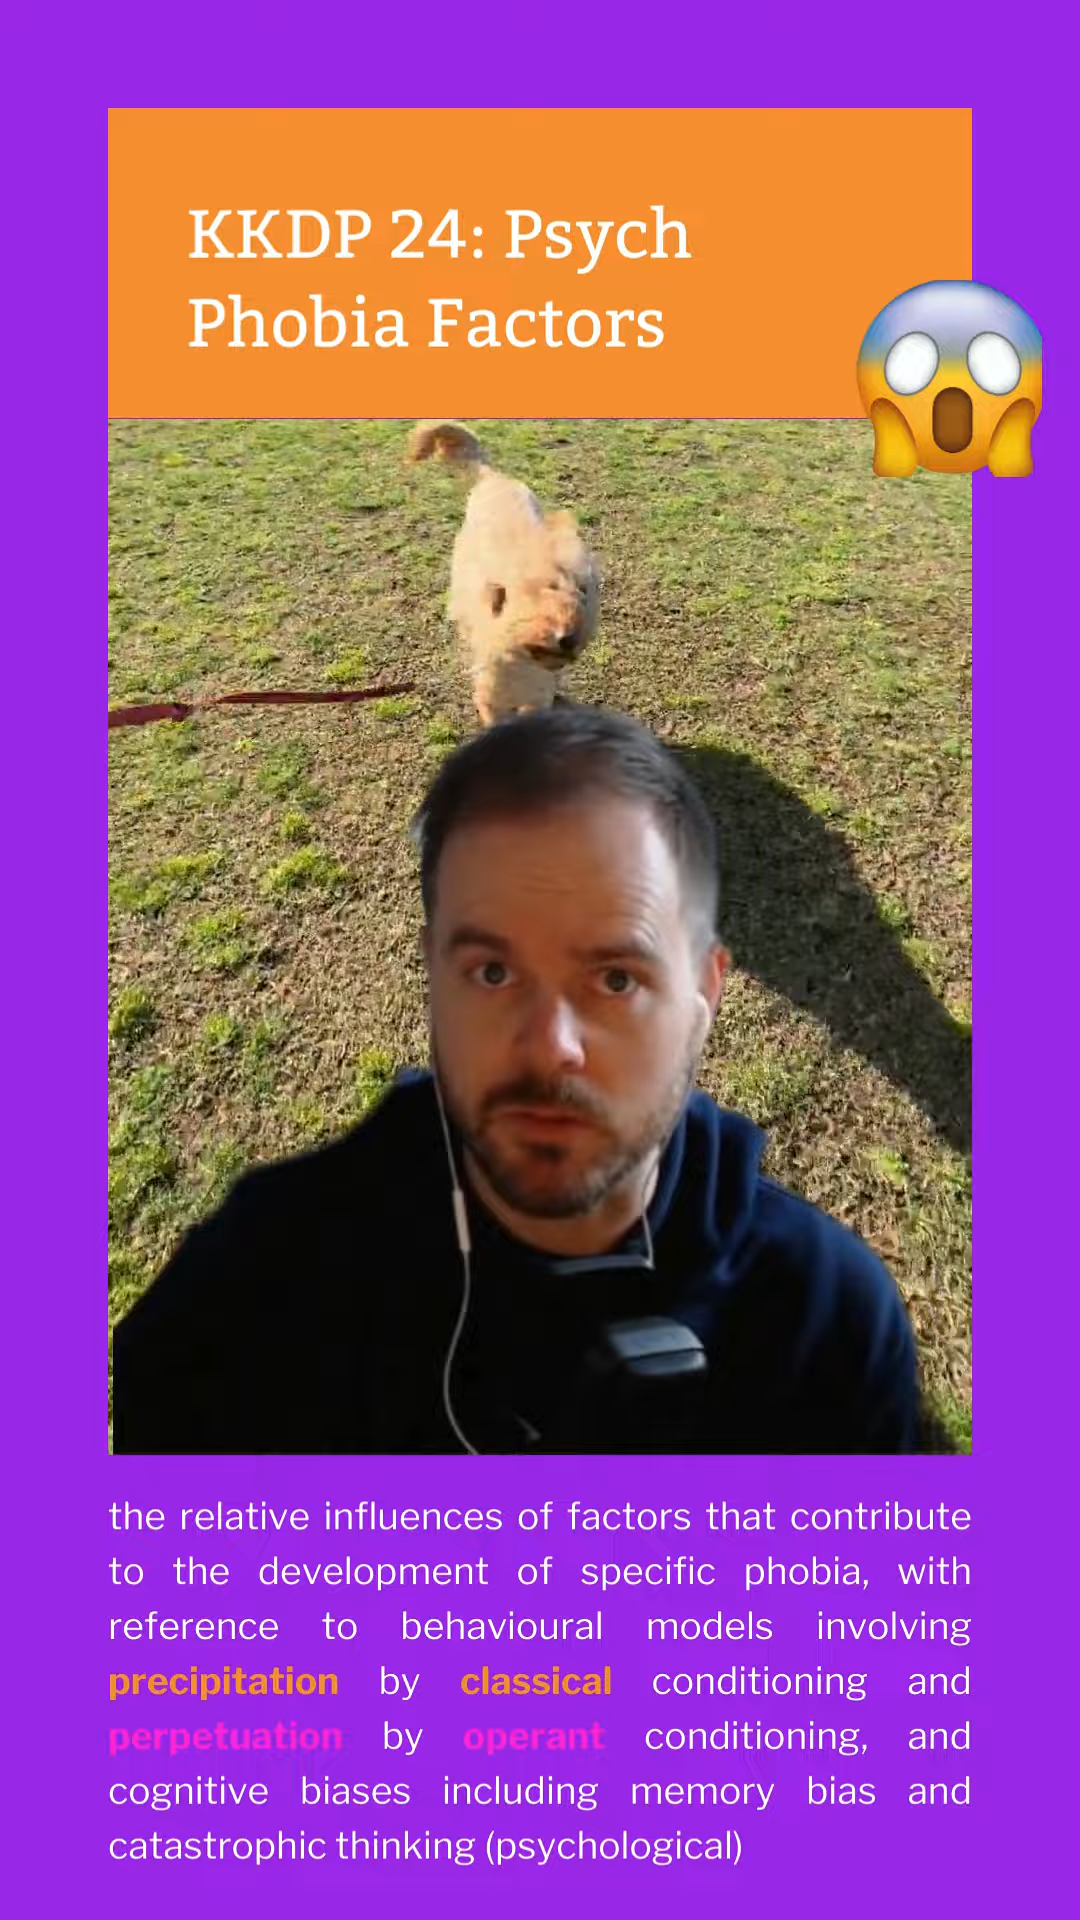 KKDP 24: Psych
Phobia Factors
the relative influences of factors that contribute
to the development of specific phobia, with
reference to behavioural models involving
precipitation by classical conditioning and
perpetuation by operant conditioning, and
cognitive biases including memory bias and
catastrophic thinking (psychological)